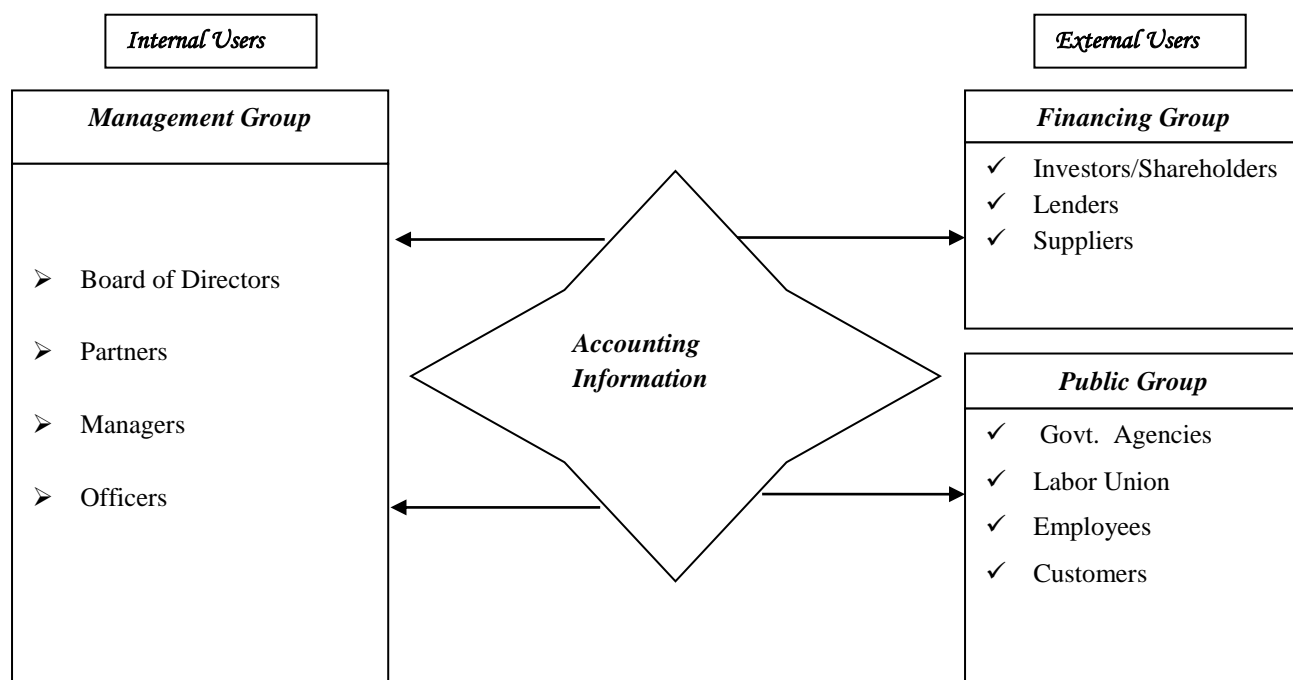 Internal Users
External Users
Management Group
Board of Directors
Partners
Managers
Officers
Accounting
Information
Financing Group
Investors/Shareholders
Lenders
Suppliers
Public Group
Govt. Agencies
Labor Union
Employees
Customers